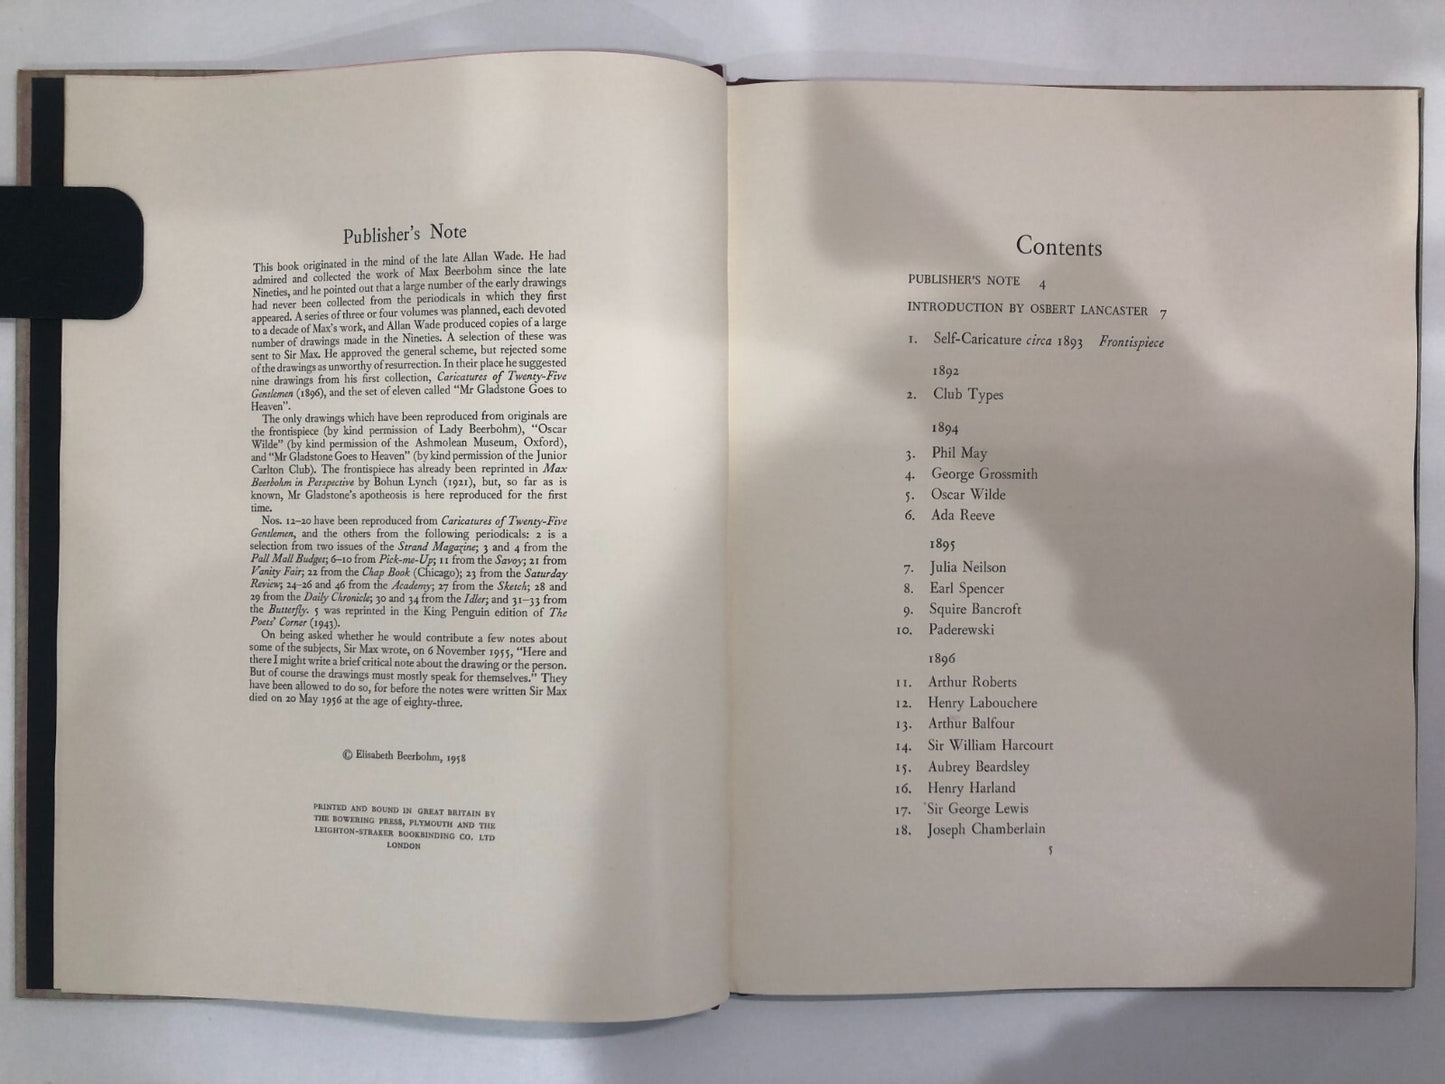 Publisher's Note
This book originated in the mind of the late Allan Wade. He had
admired and collected the work of Max Beerbohm since the late
Nineties, and he pointed out that a large number of the early drawings
had never been collected from the periodicals in which they first
appeared. A series of three or four volumes was planned, each devoted
to a decade of Max's work, and Allan Wade produced copies of a large
number of drawings made in the Nineties. A selection of these was
sent to Sir Max. He approved the general scheme, but rejected some
of the drawings as unworthy of resurrection. In their place he suggested
nine drawings from his first collection, Caricatures of Twenty-Five
Gentlemen (1896), and the set of eleven called "Mr Gladstone Goes to
Heaven".
The only drawings which have been reproduced from originals are
the frontispiece (by kind permission of Lady Beerbohm), "Oscar
Wilde" (by kind permission of the Ashmolean Museum, Oxford),
and "Mr Gladstone Goes to Heaven" (by kind permission of the Junior
Carlton Club). The frontispiece has already been reprinted in Max
Beerbohm in Perspective by Bohun Lynch (1921), but, so far as is
known, Mr Gladstone's apotheosis is here reproduced for the first
time.
Nos. 12–20 have been reproduced from Caricatures of Twenty-Five
Gentlemen, and the others from the following periodicals: 2 is a
selection from two issues of the Strand Magazine; 3 and 4 from the
Pall Mall Budget; 6–10 from Pick-me-Up; 11 from the Savoy; 21 from
Vanity Fair; 22 from the Chap Book (Chicago); 23 from the Saturday
Review; 24–26 and 46 from the Academy; 27 from the Sketch; 28 and
29 from the Daily Chronicle; 30 and 34 from the Idler; and 31–33 from
the Butterfly. 5 was reprinted in the King Penguin edition of The
Poets' Corner (1943).
On being asked whether he would contribute a few notes about
some of the subjects, Sir Max wrote, on 6 November 1955, "Here and
there I might write a brief critical note about the drawing or the person.
But of course the drawings must mostly speak for themselves." They
have been allowed to do so, for before the notes were written Sir Max
died on 20 May 1956 at the age of eighty-three.
© Elisabeth Beerbohm, 1958
PRINTED AND BOUND IN GREAT BRITAIN BY
THE BOWERING PRESS, PLYMOUTH AND THE
LEIGHTON-STRAKER BOOKBINDING CO. LTD
LONDON
Contents
PUBLISHER'S NOTE 4
INTRODUCTION BY OSBERT LANCASTER 7
1. Self-Caricature circa 1893 Frontispiece
1892
2. Club Types
1894
3. Phil May
4. George Grossmith
5. Oscar Wilde
6. Ada Reeve
1895
7. Julia Neilson
8. Earl Spencer
9. Squire Bancroft
10. Paderewski
1896
11. Arthur Roberts
12. Henry Labouchere
13. Arthur Balfour
14. Sir William Harcourt
15. Aubrey Beardsley
16. Henry Harland
17. Sir George Lewis
18. Joseph Chamberlain
5